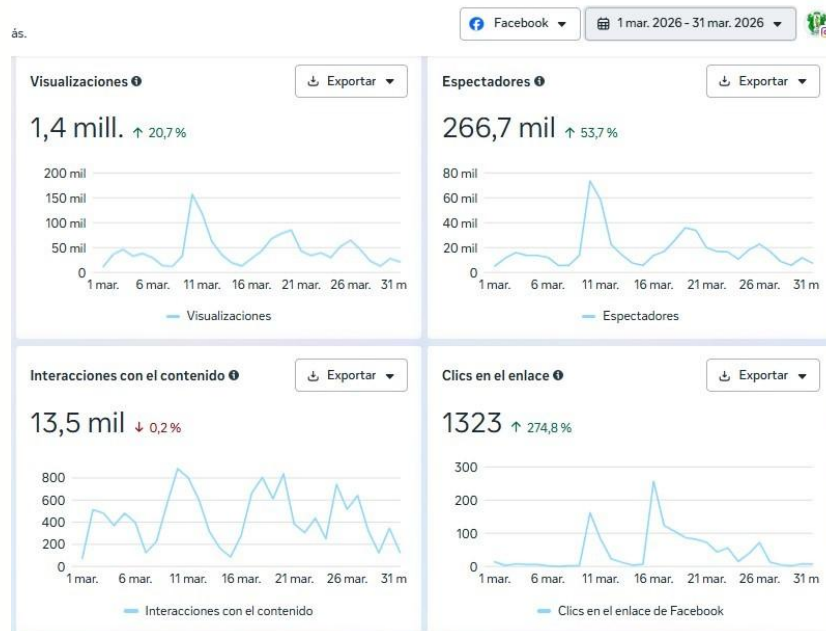 Facebook
1 mar. 2026 - 31 mar. 2026
ás.
Visualizaciones
Exportar
1,4 mill. ↑ 20,7 %
200 mil
150 mil
100 mil
50 mil
0
1 mar. 6 mar. 11 mar. 16 mar. 21 mar. 26 mar. 31 m
Visualizaciones
Espectadores
Exportar
266,7 mil ↑ 53,7 %
80 mil
60 mil
40 mil
20 mil
0
1 mar. 6 mar. 11 mar. 16 mar. 21 mar. 26 mar. 31 m
Espectadores
Interacciones con el contenido
Exportar
13,5 mil ↓ 0,2 %
800
600
400
200
0
1 mar. 6 mar. 11 mar. 16 mar. 21 mar. 26 mar. 31 m
Interacciones con el contenido
Clics en el enlace
Exportar
1323 ↑ 274,8 %
300
200
100
0
1 mar. 6 mar. 11 mar. 16 mar. 21 mar. 26 mar. 31 m
Clics en el enlace de Facebook